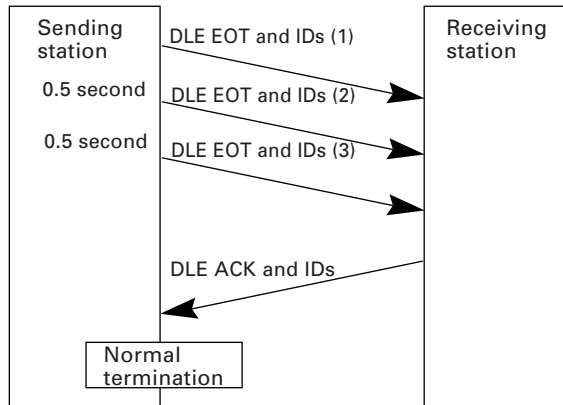 Sending
station
Receiving
station
DLE EOT and IDs (1)
0.5 second
DLE EOT and IDs (2)
0.5 second
DLE EOT and IDs (3)
DLE ACK and IDs
Normal
termination